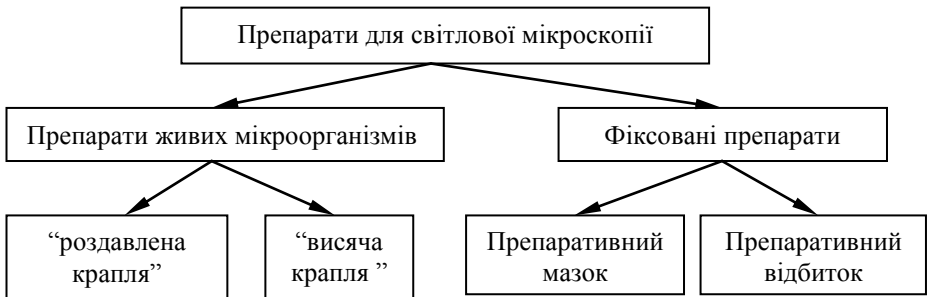 Препарати для світлової мікроскопії
Препарати живих мікроорганізмів
Фіксовані препарати
“роздавлена
крапля”
“висяча
крапля ”
Препаративний
мазок
Препаративний
відбиток